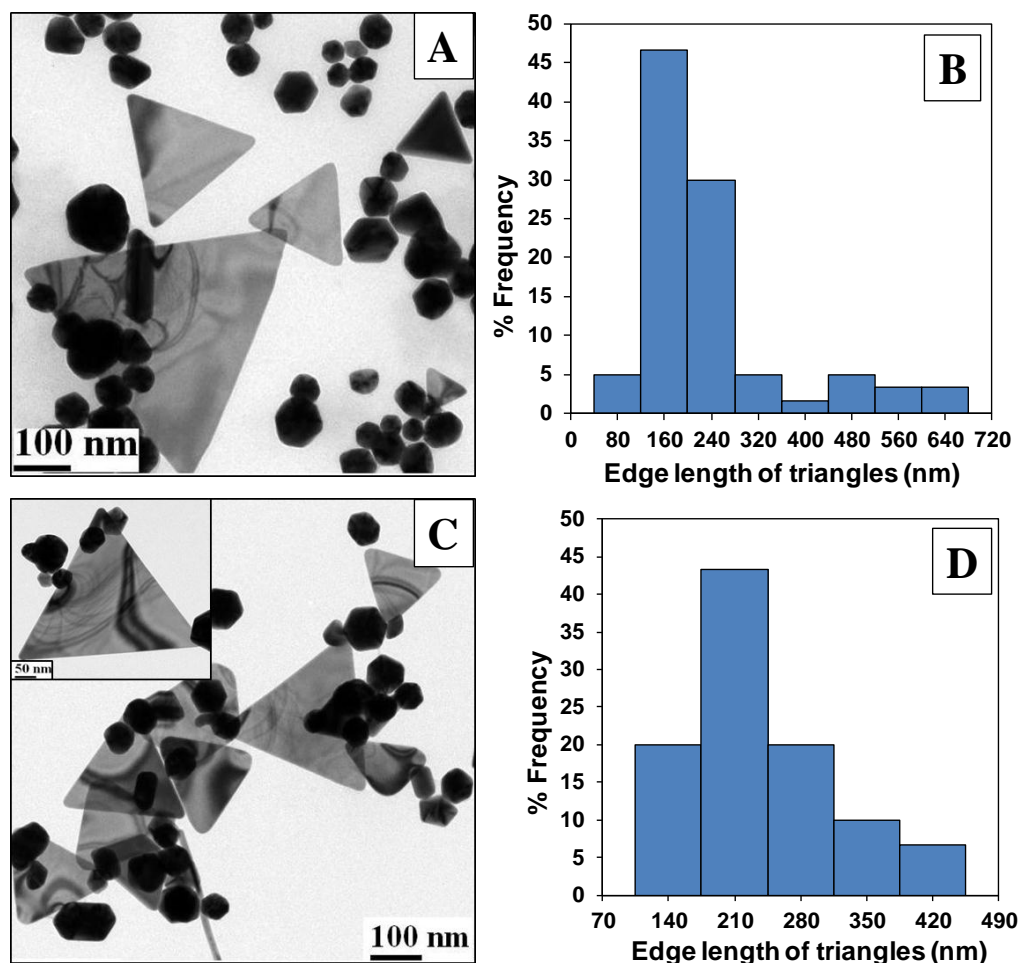 A
100 nm
B
50
45
40
35
30
25
20
15
10
5
0
% Frequency
0 80 160 240 320 400 480 560 640 720
Edge length of triangles (nm)
C
50 nm
100 nm
D
50
45
40
35
30
25
20
15
10
5
0
% Frequency
70 140 210 280 350 420 490
Edge length of triangles (nm)